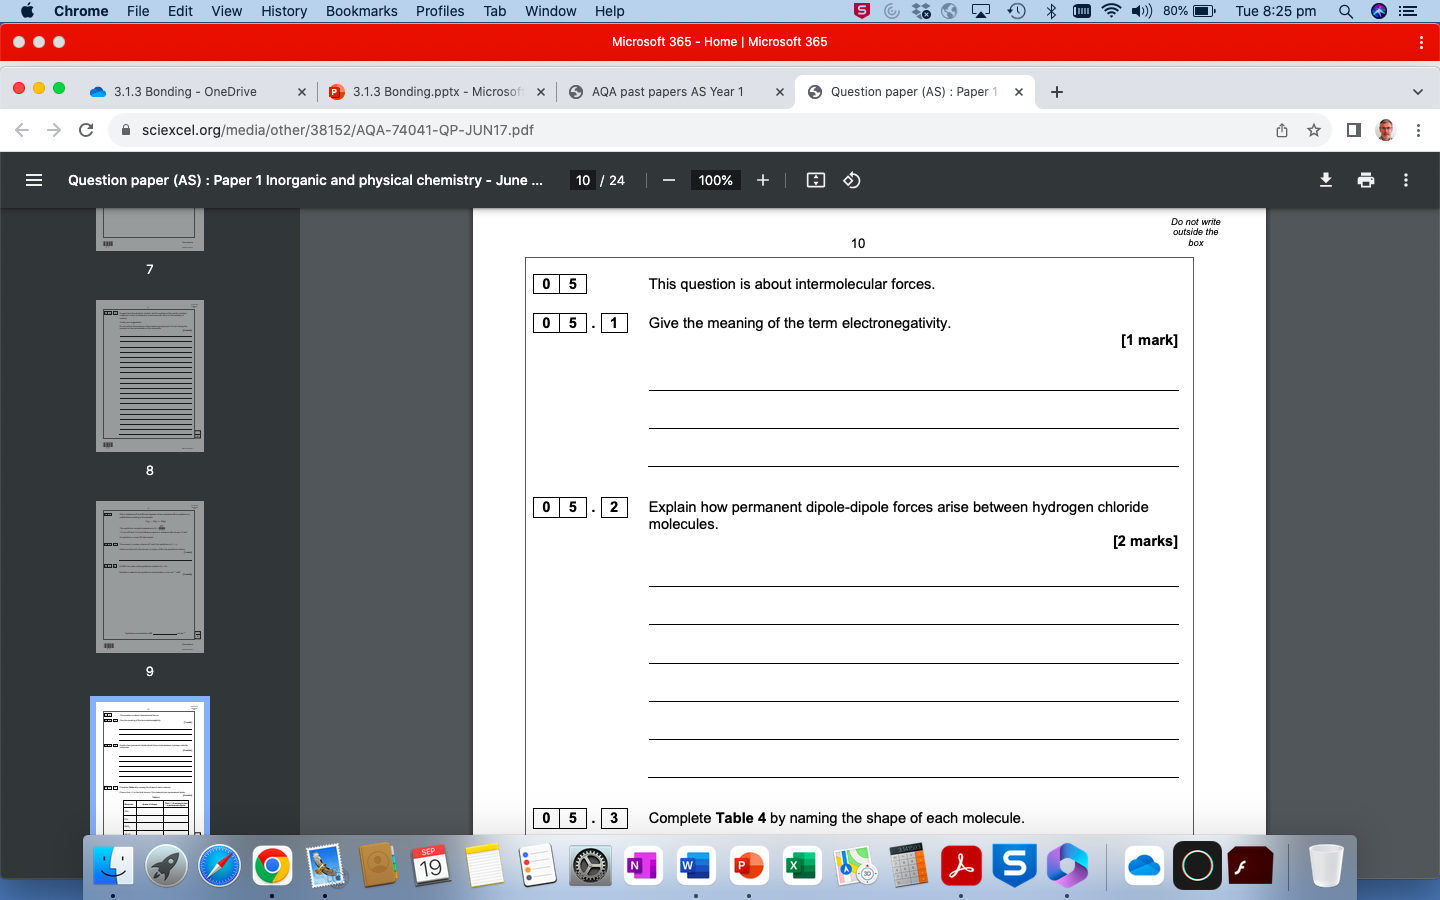 Chrome File Edit View History Bookmarks Profiles Tab Window Help 80% Tue 8:25 pm
Microsoft 365 - Home | Microsoft 365
3.1.3 Bonding - OneDrive 3.1.3 Bonding.pptx - Microsoft AQA past papers AS Year 1 Question paper (AS) : Paper 1
sciexcel.org/media/other/38152/AQA-74041-QP-JUN17.pdf
Question paper (AS) : Paper 1 Inorganic and physical chemistry - June ... 10 / 24 100%
7
8
9
Do not write
outside the
box
10
0 5 This question is about intermolecular forces.
0 5 . 1 Give the meaning of the term electronegativity.
[1 mark]
0 5 . 2 Explain how permanent dipole-dipole forces arise between hydrogen chloride
molecules.
[2 marks]
0 5 . 3 Complete Table 4 by naming the shape of each molecule.
SEP
19
N
W
P
X
3D
S